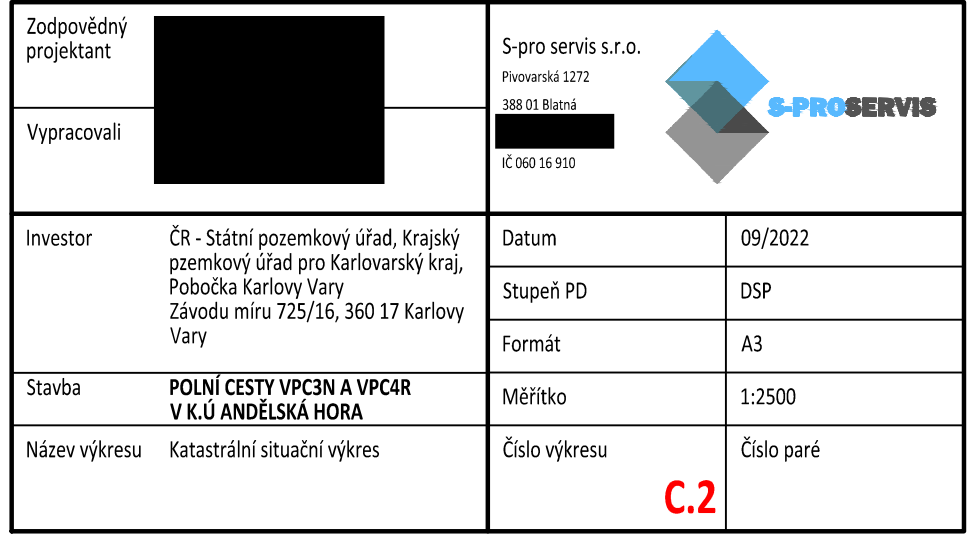 Zodpovědný
projektant
Vypracovali
S-pro servis s.r.o.
Pivovarská 1272
388 01 Blatná
IČ 060 16 910
S-PROSERVIS
Investor
ČR - Státní pozemkový úřad, Krajský
pzemkový úřad pro Karlovarský kraj,
Pobočka Karlovy Vary
Závodu míru 725/16, 360 17 Karlovy
Vary
Stavba
POLNÍ CESTY VPC3N A VPC4R
V K.Ú ANDĚLSKÁ HORA
Název výkresu
Katastrální situační výkres
Datum
09/2022
Stupeň PD
DSP
Formát
A3
Měřítko
1:2500
Číslo výkresu
C.2
Číslo paré